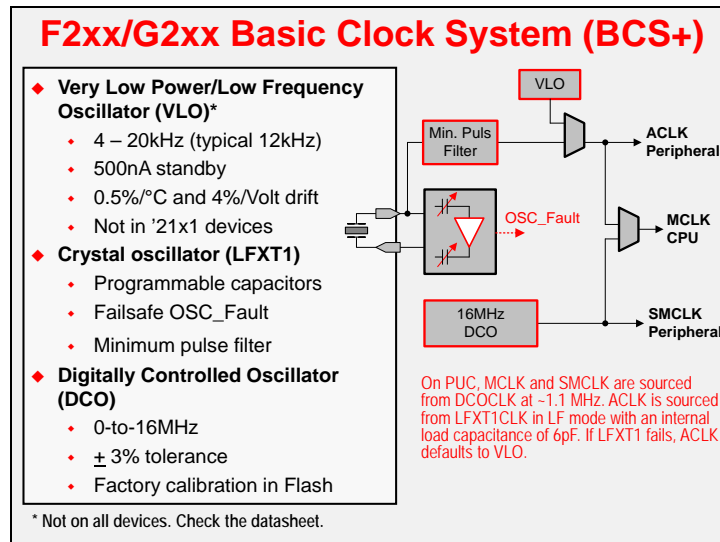 F2xx/G2xx Basic Clock System (BCS+)
Very Low Power/Low Frequency
Oscillator (VLO)*
4 – 20kHz (typical 12kHz)
500nA standby
0.5%/°C and 4%/Volt drift
Not in '21x1 devices
Crystal oscillator (LFXT1)
Programmable capacitors
Failsafe OSC_Fault
Minimum pulse filter
Digitally Controlled Oscillator
(DCO)
0-to-16MHz
+ 3% tolerance
Factory calibration in Flash
* Not on all devices. Check the datasheet.
VLO
Min. Puls
Filter
ACLK
Peripheral
OSC_Fault
MCLK
CPU
16MHz
DCO
SMCLK
Peripheral
On PUC, MCLK and SMCLK are sourced
from DCOCLK at ~1.1 MHz. ACLK is sourced
from LFXT1CLK in LF mode with an internal
load capacitance of 6pF. If LFXT1 fails, ACLK
defaults to VLO.